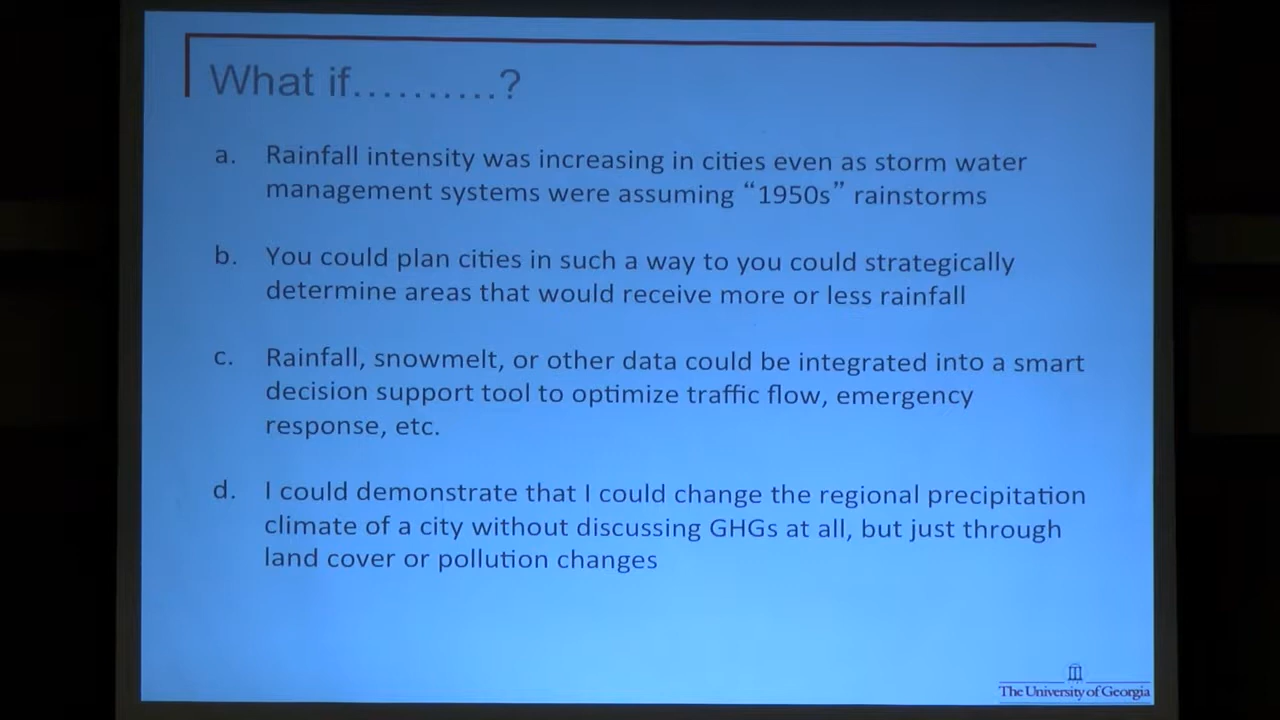 What if..........?
a. Rainfall intensity was increasing in cities even as storm water
management systems were assuming “1950s” rainstorms
b. You could plan cities in such a way to you could strategically
determine areas that would receive more or less rainfall
c. Rainfall, snowmelt, or other data could be integrated into a smart
decision support tool to optimize traffic flow, emergency
response, etc.
d. I could demonstrate that I could change the regional precipitation
climate of a city without discussing GHGs at all, but just through
land cover or pollution changes
The University of Georgia